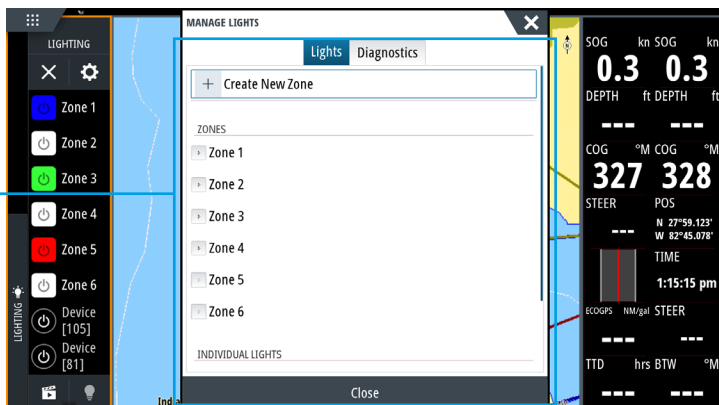 LIGHTING
Zone 1
Zone 2
Zone 3
Zone 4
Zone 5
Zone 6
Device
[105]
Device
[81]
LIGHTING
MANAGE LIGHTS
Lights Diagnostics
Create New Zone
ZONES
Zone 1
Zone 2
Zone 3
Zone 4
Zone 5
Zone 6
INDIVIDUAL LIGHTS
Close
N
SOG kn SOG kn
0.3 0.3
DEPTH ft DEPTH ft
--- ---
COG °M COG °M
327 328
STEER POS
--- N 27°59.123'
W 82°45.078'
TIME
1:15:15 pm
ECOGPS NM/gal STEER
--- ---
TTD hrs BTW °M
--- ---